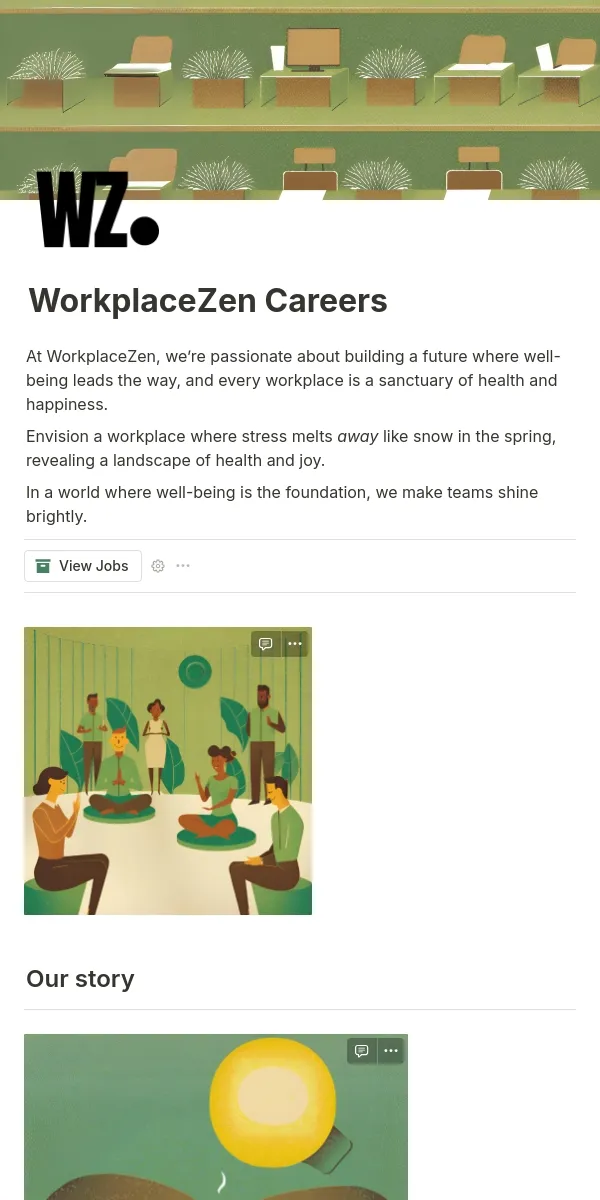 WZ.
WorkplaceZen Careers
At WorkplaceZen, we’re passionate about building a future where well-
being leads the way, and every workplace is a sanctuary of health and
happiness.
Envision a workplace where stress melts away like snow in the spring,
revealing a landscape of health and joy.
In a world where well-being is the foundation, we make teams shine
brightly.
View Jobs
Our story